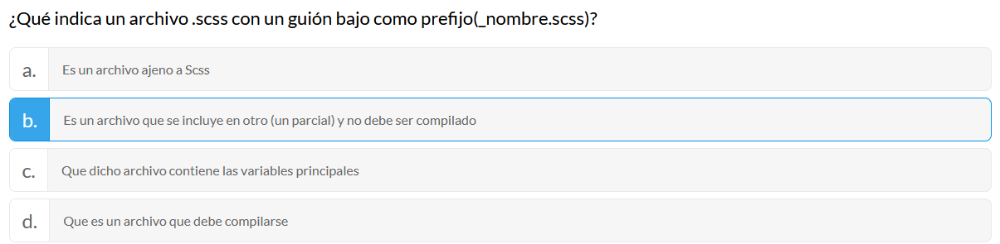 ¿Qué indica un archivo .scss con un guión bajo como prefijo(_nombre.scss)?
a. Es un archivo ajeno a Scss
b. Es un archivo que se incluye en otro (un parcial) y no debe ser compilado
c. Que dicho archivo contiene las variables principales
d. Que es un archivo que debe compilarse